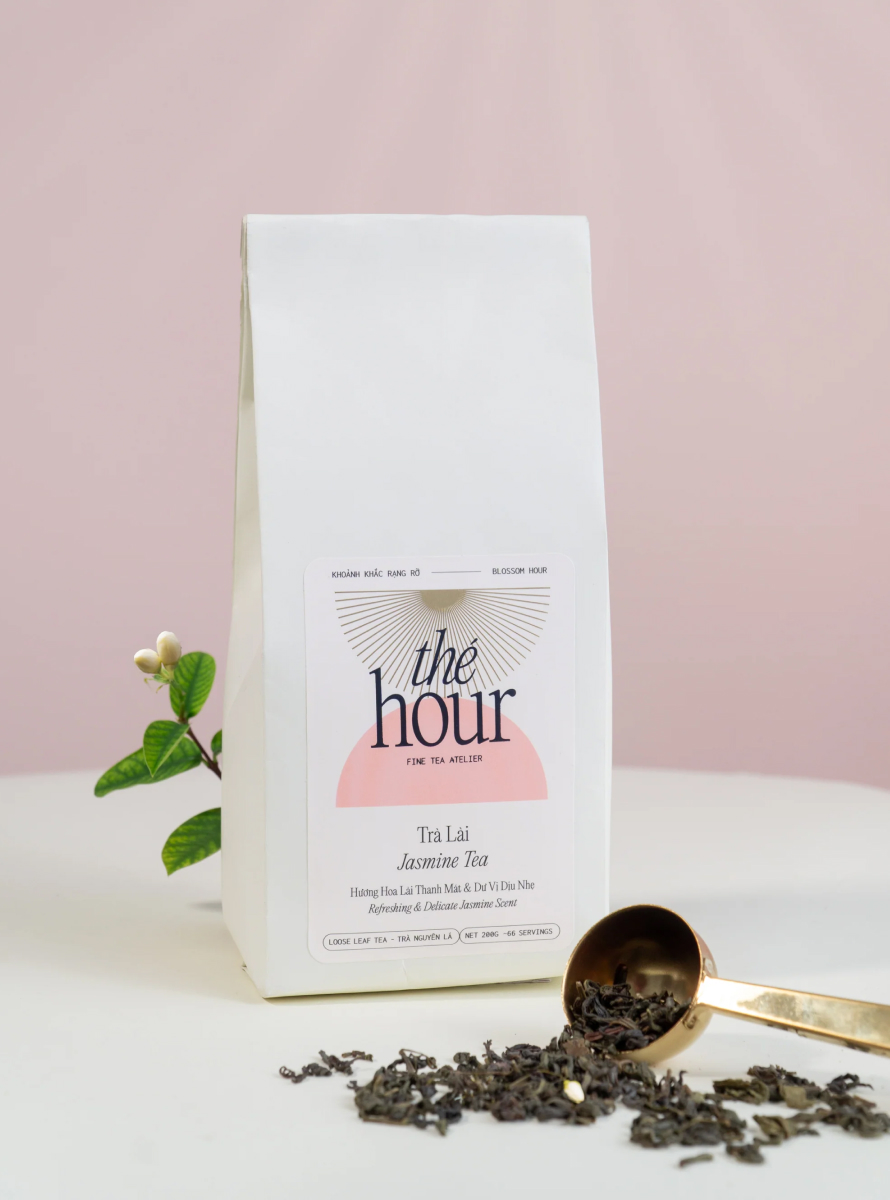 KHOẢNH KHẮC RẠNG RỠ BLOSSOM HOUR
thé
hour
FINE TEA ATELIER
Trà Lài
Jasmine Tea
Hương Hoa Lài Thanh Mát & Dư Vị Dịu Nhẹ
Refreshing & Delicate Jasmine Scent
LOOSE LEAF TEA - TRÀ NGUYÊN LÁ NET 200G ~66 SERVINGS